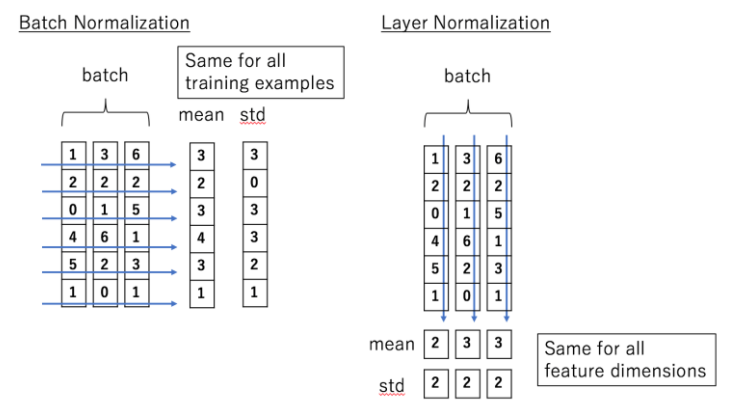 Batch Normalization
Same for all
training examples
batch
mean std
1 3 6 3 3
2 2 2 2 0
0 1 5 3 3
4 6 1 4 3
5 2 3 3 2
1 0 1 1 1
Layer Normalization
batch
1 3 6
2 2 2
0 1 5
4 6 1
5 2 3
1 0 1
mean 2 3 3
std 2 2 2
Same for all
feature dimensions